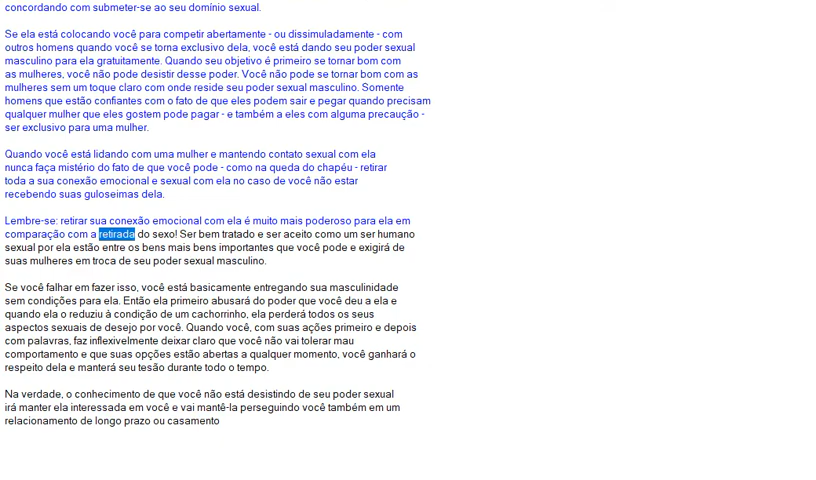 concordando com submeter-se ao seu domínio sexual.
Se ela está colocando você para competir abertamente - ou dissimuladamente - com
outros homens quando você se torna exclusivo dela, você está dando seu poder sexual
masculino para ela gratuitamente. Quando seu objetivo é primeiro se tornar bom com
as mulheres, você não pode desistir desse poder. Você não pode se tornar bom com as
mulheres sem um toque claro com onde reside seu poder sexual masculino. Somente
homens que estão confiantes com o fato de que eles podem sair e pegar quando precisam
qualquer mulher que eles gostem pode pagar - e também a eles com alguma precaução -
ser exclusivo para uma mulher.
Quando você está lidando com uma mulher e mantendo contato sexual com ela
nunca faça mistério do fato de que você pode - como na queda do chapéu - retirar
toda a sua conexão emocional e sexual com ela no caso de você não estar
recebendo suas guloseimas dela.
Lembre-se: retirar sua conexão emocional com ela é muito mais poderoso para ela em
comparação com a retirada do sexo! Ser bem tratado e ser aceito como um ser humano
sexual por ela estão entre os bens mais bens importantes que você pode e exigirá de
suas mulheres em troca de seu poder sexual masculino.
Se você falhar em fazer isso, você está basicamente entregando sua masculinidade
sem condições para ela. Então ela primeiro abusará do poder que você deu a ela e
quando ela o reduziu à condição de um cachorrinho, ela perderá todos os seus
aspectos sexuais de desejo por você. Quando você, com suas ações primeiro e depois
com palavras, faz inflexivelmente deixar claro que você não vai tolerar mau
comportamento e que suas opções estão abertas a qualquer momento, você ganhará o
respeito dela e manterá seu tesão durante todo o tempo.
Na verdade, o conhecimento de que você não está desistindo de seu poder sexual
irá manter ela interessada em você e vai mantê-la perseguindo você também em um
relacionamento de longo prazo ou casamento